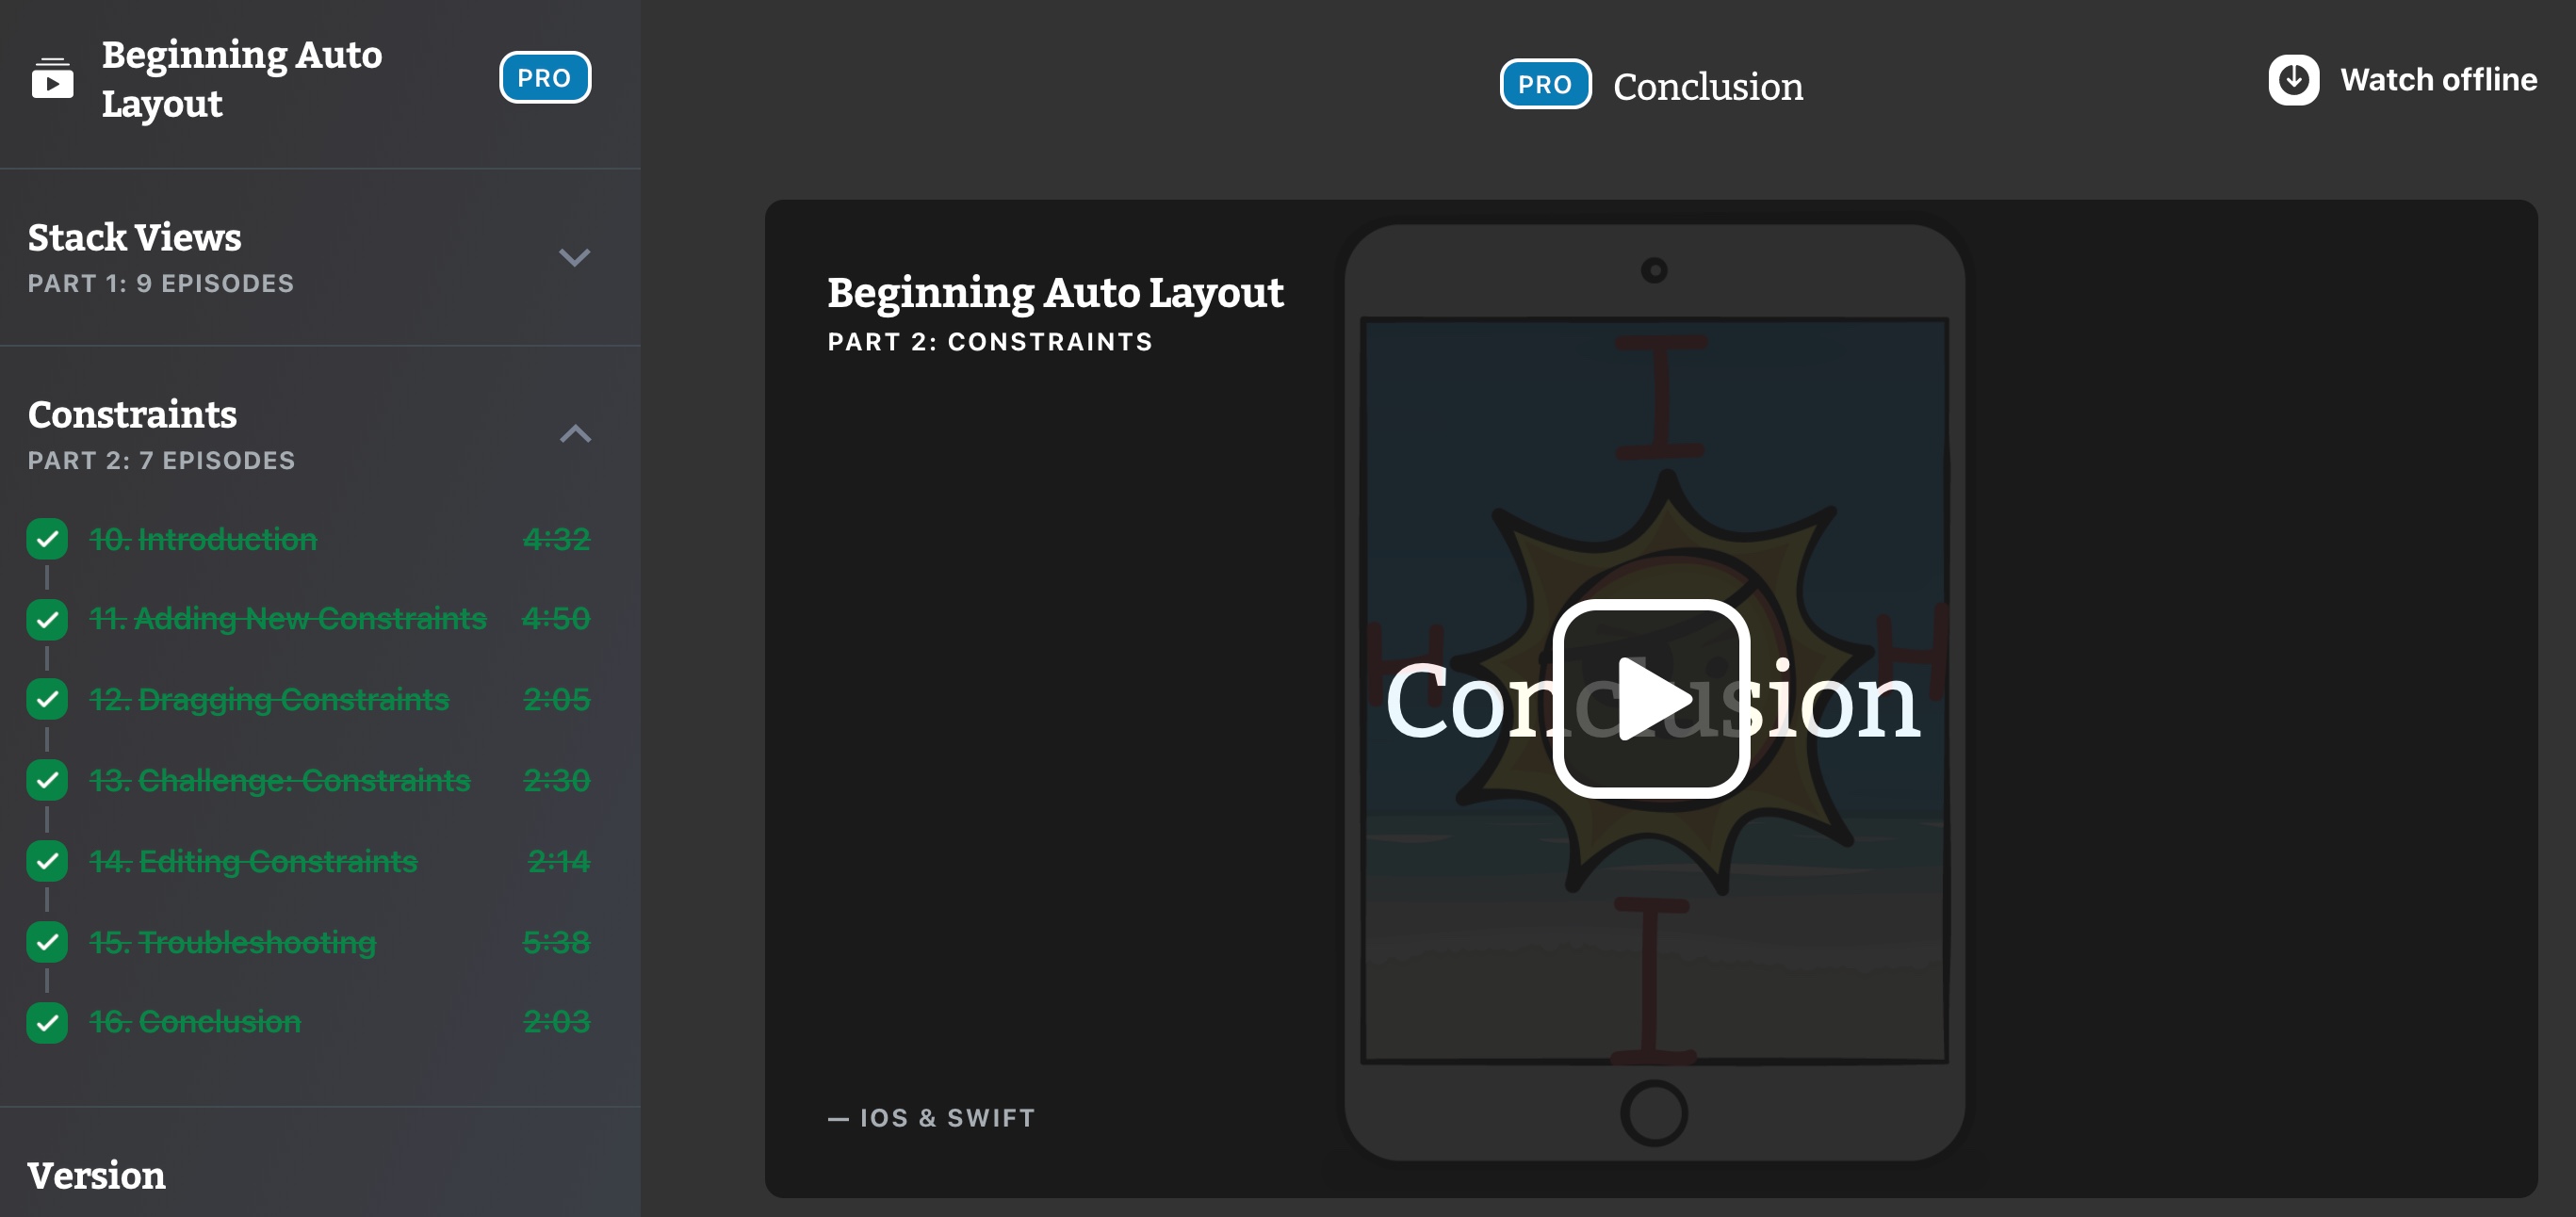 Beginning Auto
Layout
PRO
Stack Views
PART 1: 9 EPISODES
Constraints
PART 2: 7 EPISODES
10. Introduction 4:32
11. Adding New Constraints 4:50
12. Dragging Constraints 2:05
13. Challenge: Constraints 2:30
14. Editing Constraints 2:14
15. Troubleshooting 5:38
16. Conclusion 2:03
Version
PRO Conclusion
Watch offline
Beginning Auto Layout
PART 2: CONSTRAINTS
Conclusion
— IOS & SWIFT